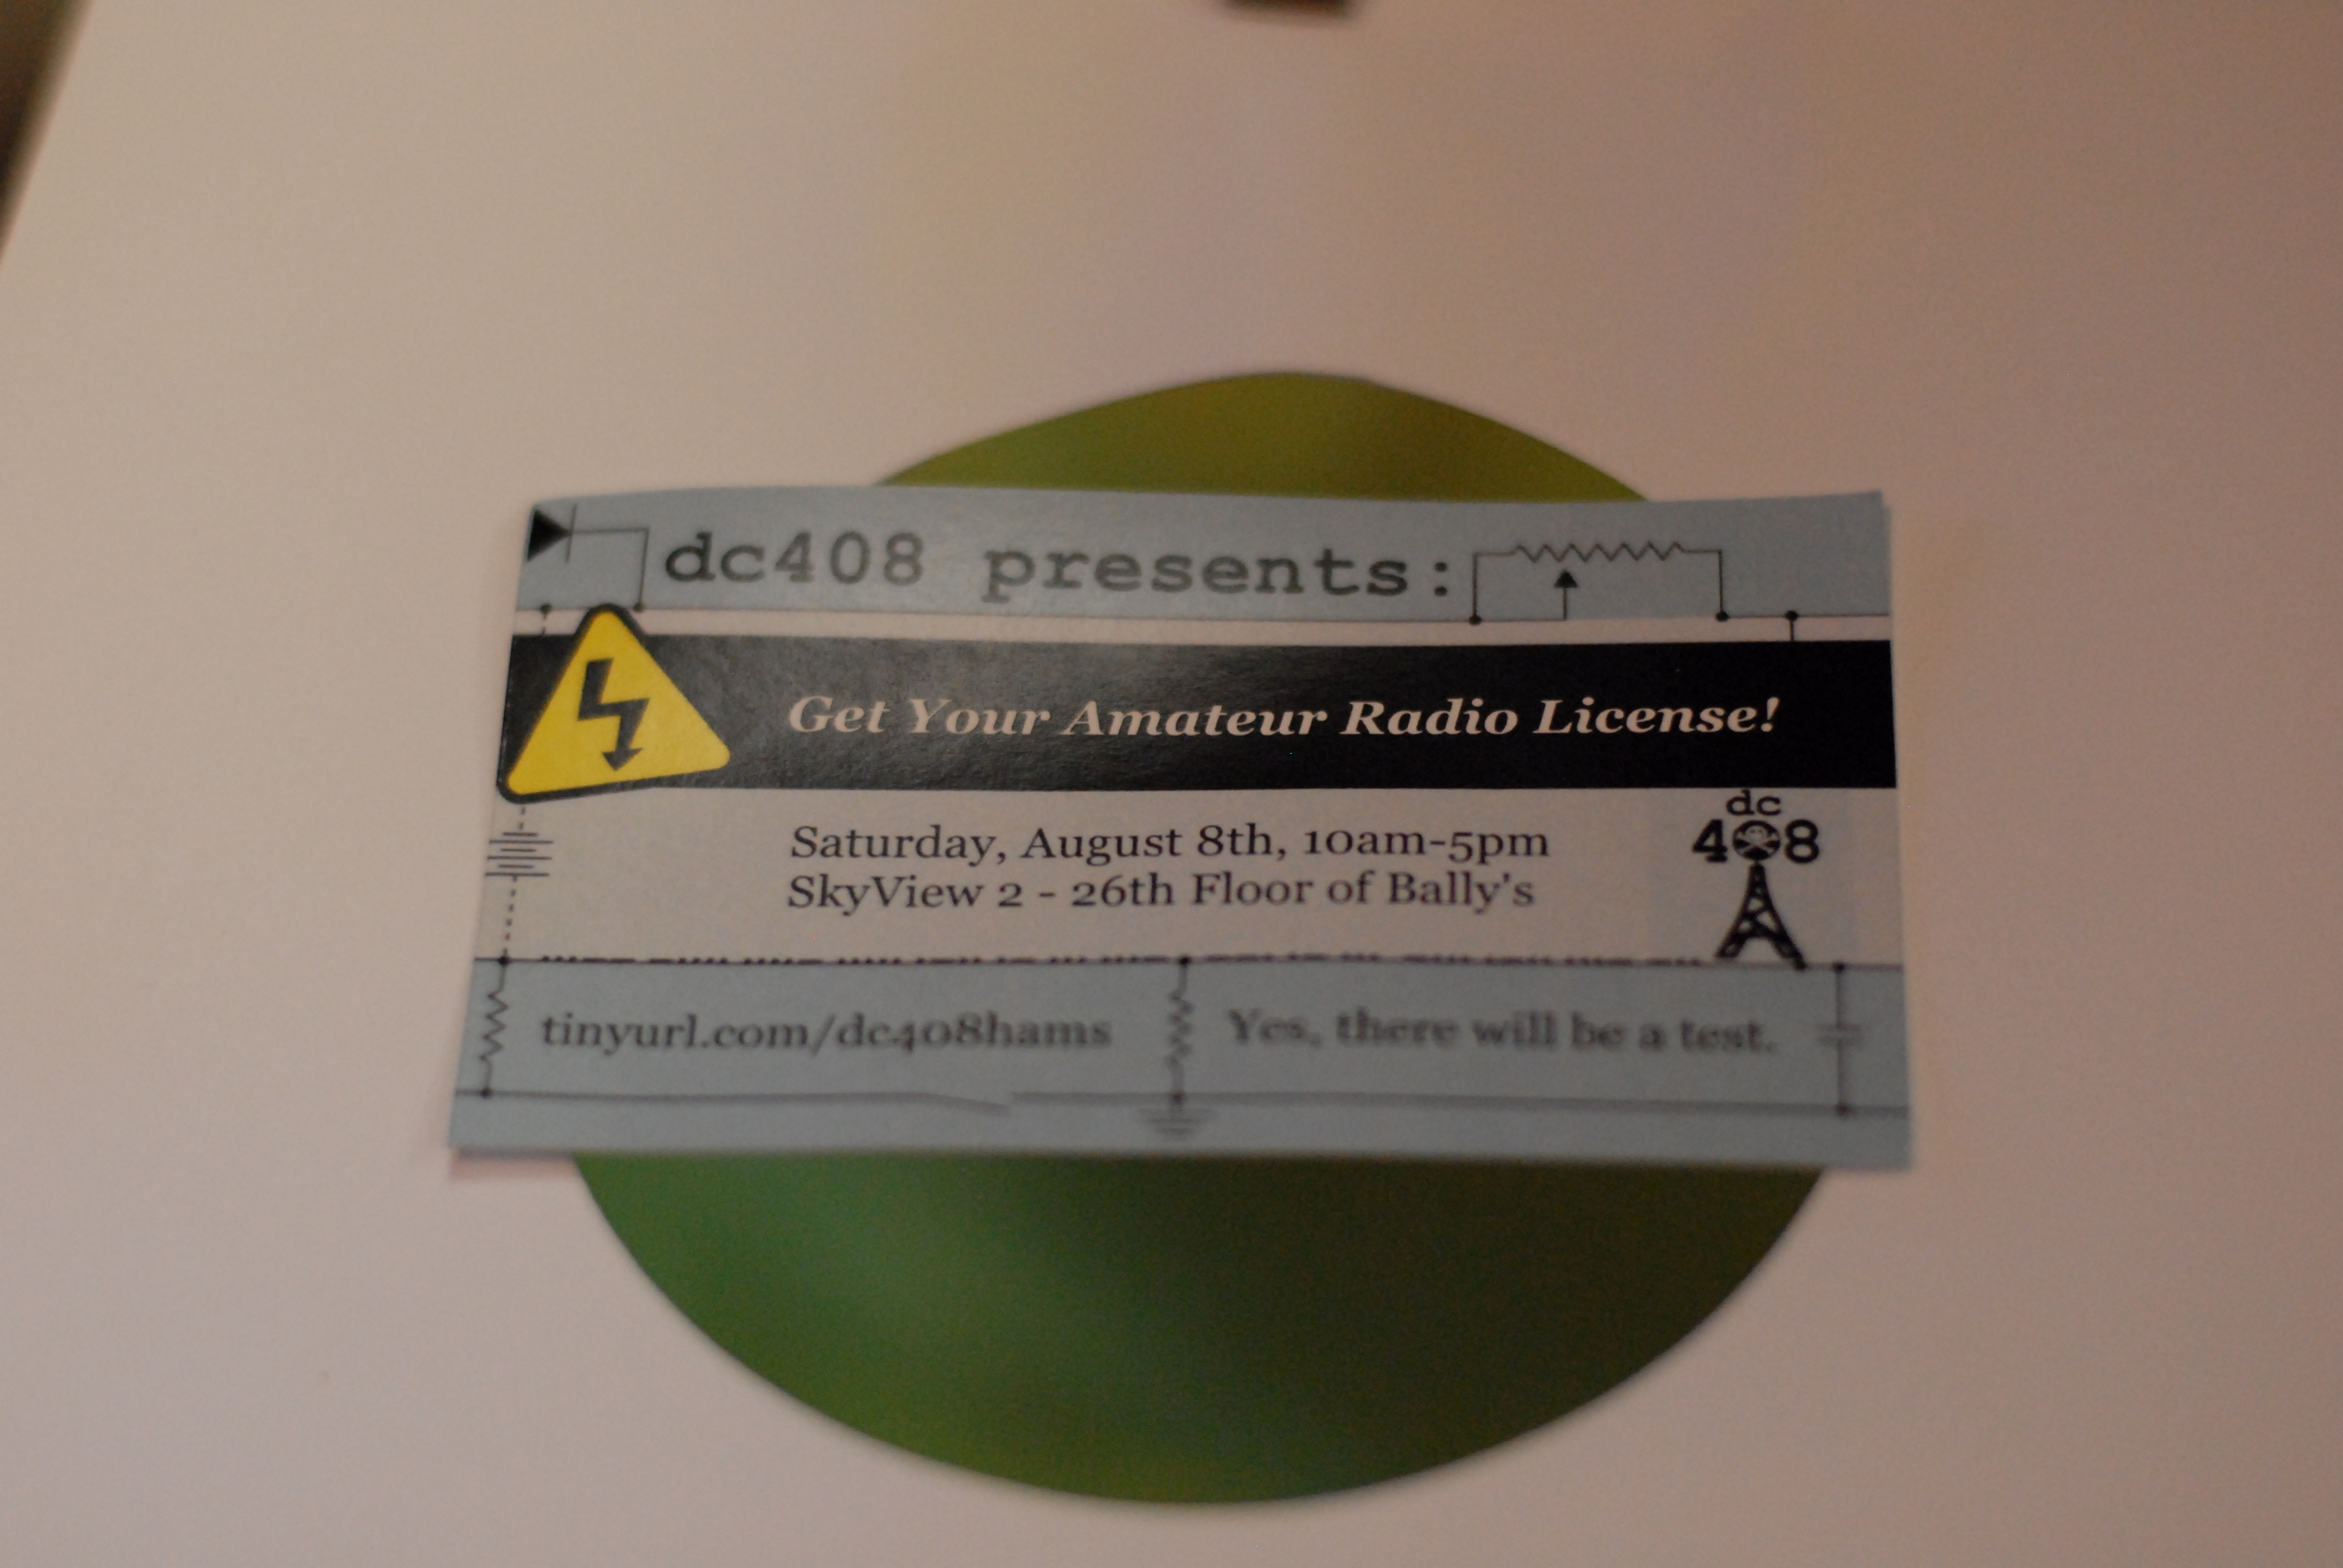 dc408 presents:
Get Your Amateur Radio License!
Saturday, August 8th, 10am-5pm
SkyView 2 - 26th Floor of Bally's
dc
408
tinyurl.com/dc408hams
Yes, there will be a test.